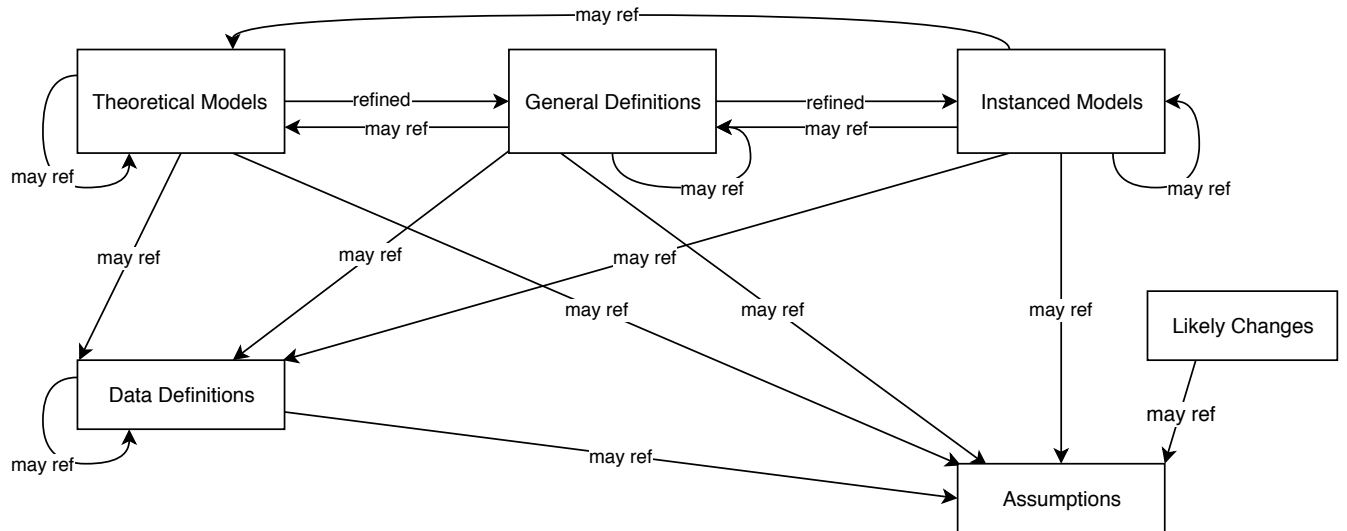 may ref
Theoretical Models
refined
General Definitions
refined
Instanced Models
may ref
may ref
may ref
may ref
may ref
may ref
may ref
may ref
may ref
may ref
may ref
may ref
Likely Changes
Data Definitions
may ref
may ref
may ref
Assumptions